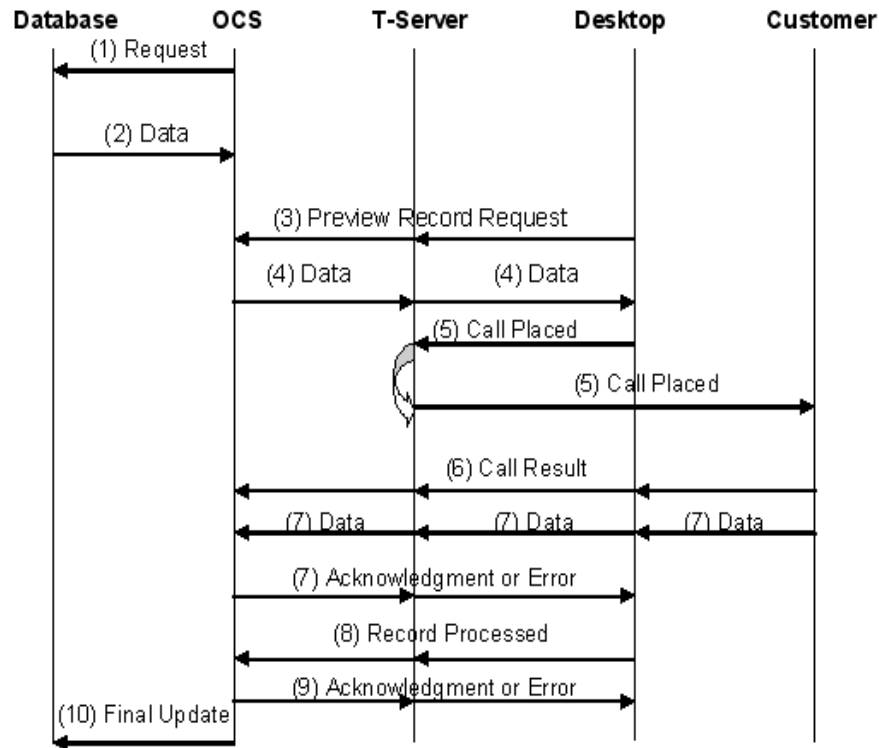 Database OCS T-Server Desktop Customer
(1) Request
(2) Data
(3) Preview Record Request
(4) Data (4) Data
(5) Call Placed
(5) Call Placed
(6) Call Result
(7) Data (7) Data (7) Data
(7) Acknowledgment or Error
(8) Record Processed
(9) Acknowledgment or Error
(10) Final Update